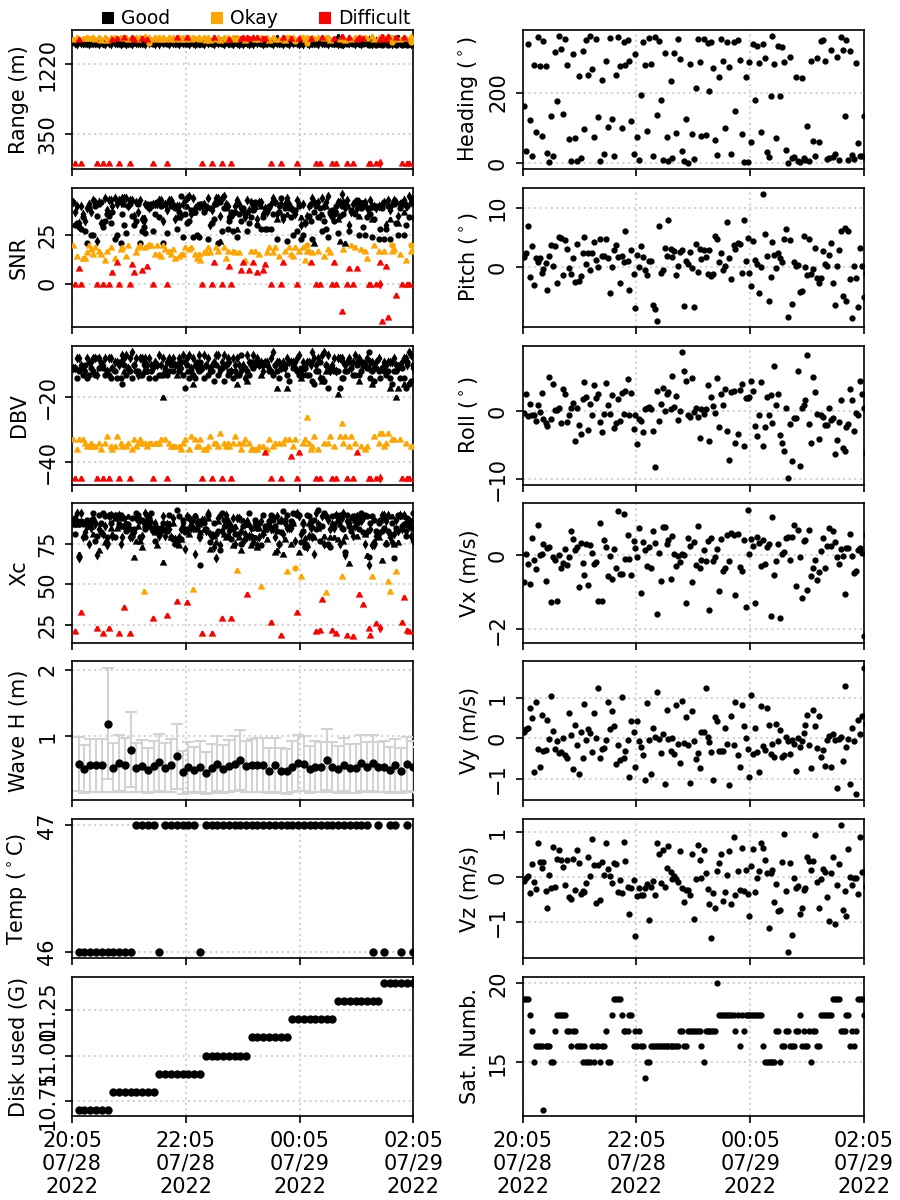 Good Okay Difficult
Range (m)
1220
350
Heading (°)
200
0
SNR
25
0
Pitch (°)
10
0
DBV
−20
−40
Roll (°)
0
−10
Xc
75
50
25
Vx (m/s)
0
−2
Wave H (m)
2
1
Vy (m/s)
1
0
−1
Temp (°C)
47
46
Vz (m/s)
1
0
−1
Disk used (G)
10.75
Sat. Numb.
20
15
20:05 22:05 00:05 02:05
07/28 07/28 07/29 07/29
2022 2022 2022 2022
20:05 22:05 00:05 02:05
07/28 07/28 07/29 07/29
2022 2022 2022 2022